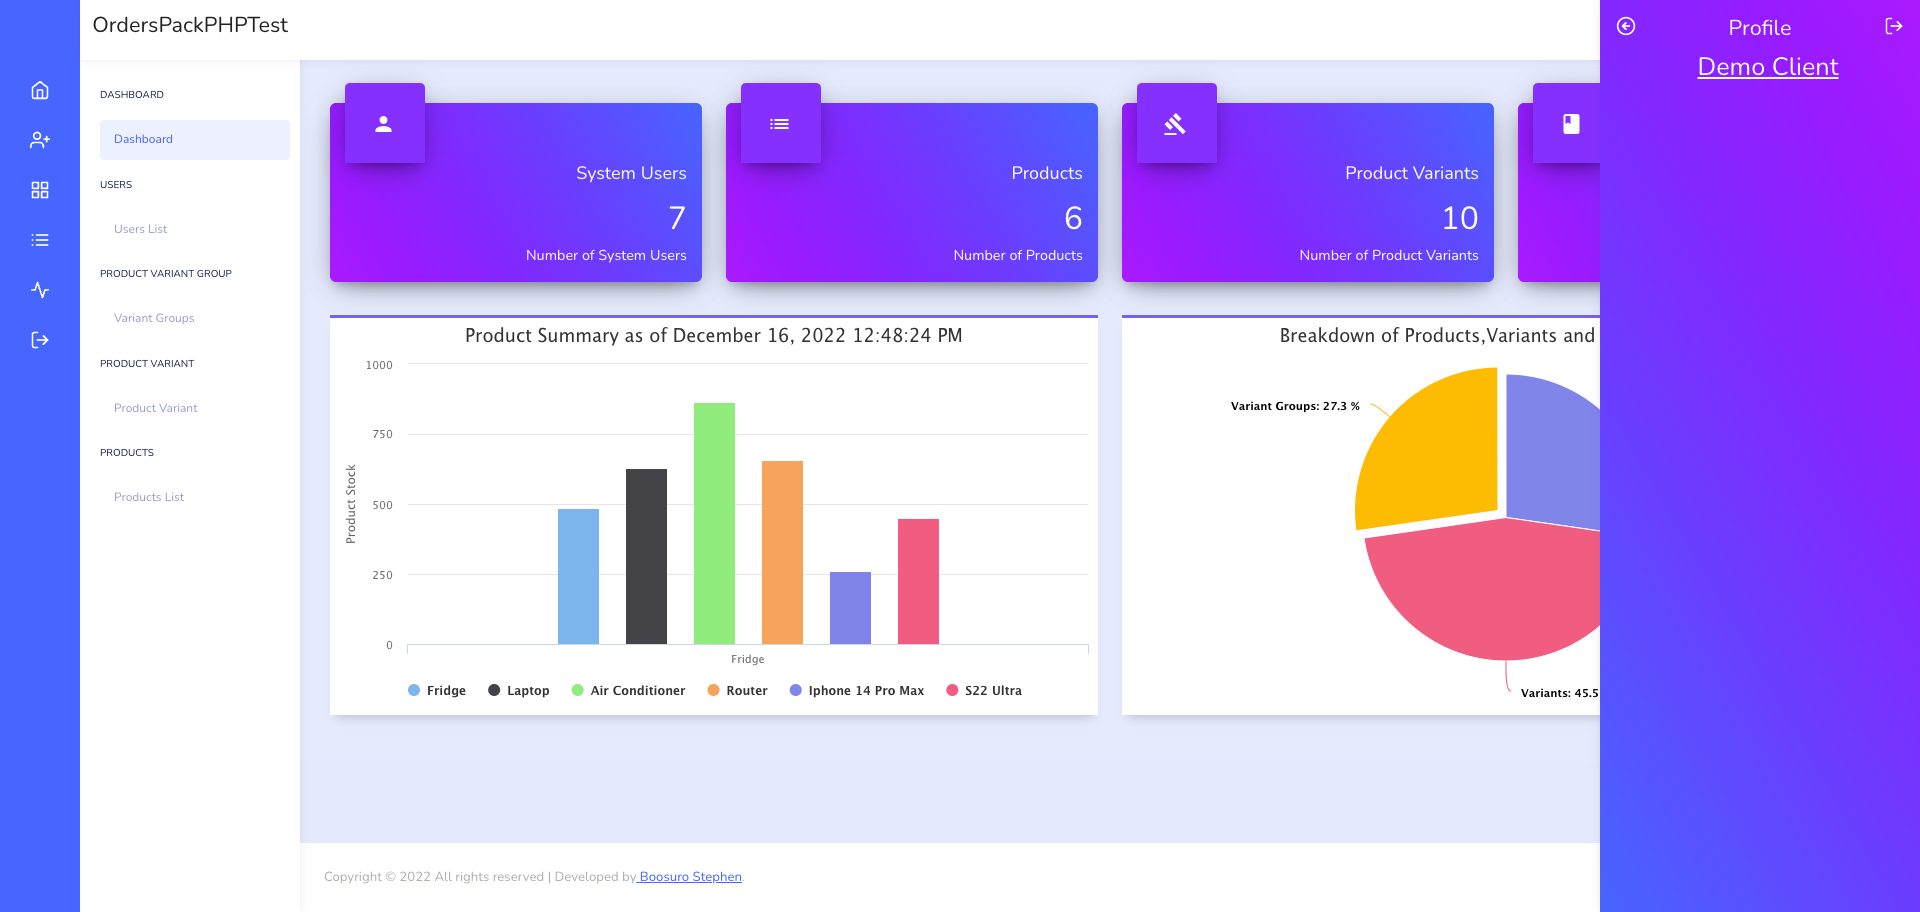 OrdersPackPHPTest
Profile
Demo Client
DASHBOARD
Dashboard
USERS
Users List
PRODUCT VARIANT GROUP
Variant Groups
PRODUCT VARIANT
Product Variant
PRODUCTS
Products List
System Users
7
Number of System Users
Products
6
Number of Products
Product Variants
10
Number of Product Variants
Product Summary as of December 16, 2022 12:48:24 PM
1000
750
500
250
0
Product Stock
Fridge
Fridge Laptop Air Conditioner Router Iphone 14 Pro Max S22 Ultra
Breakdown of Products,Variants and
Variant Groups: 27.3 %
Variants: 45.5
Copyright © 2022 All rights reserved | Developed by Boosuro Stephen.